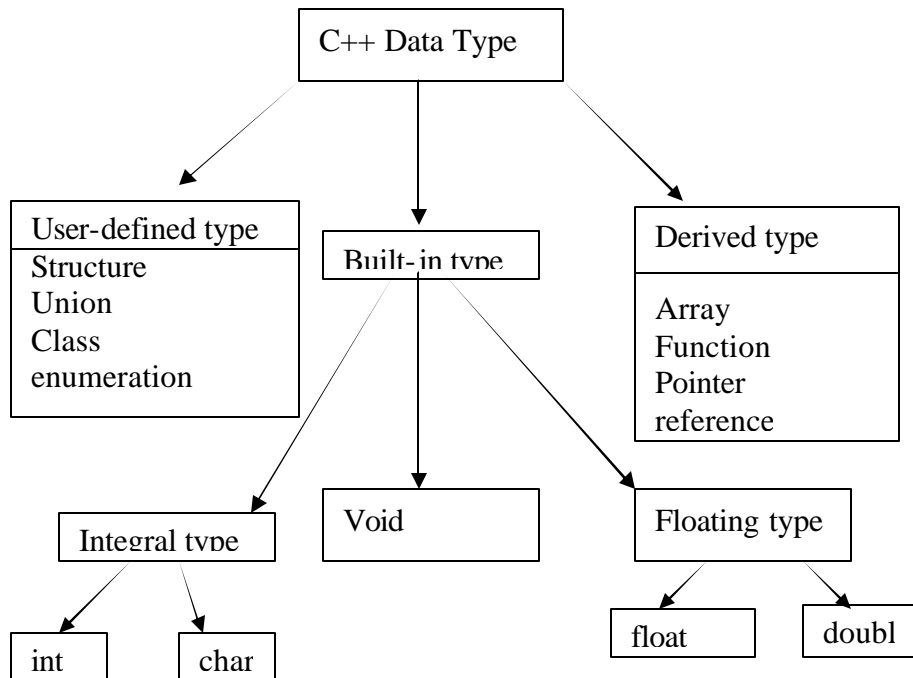 C++ Data Type
User-defined type
Structure
Union
Class
enumeration
Built-in type
Derived type
Array
Function
Pointer
reference
Integral type
Void
Floating type
int
char
float
doubl